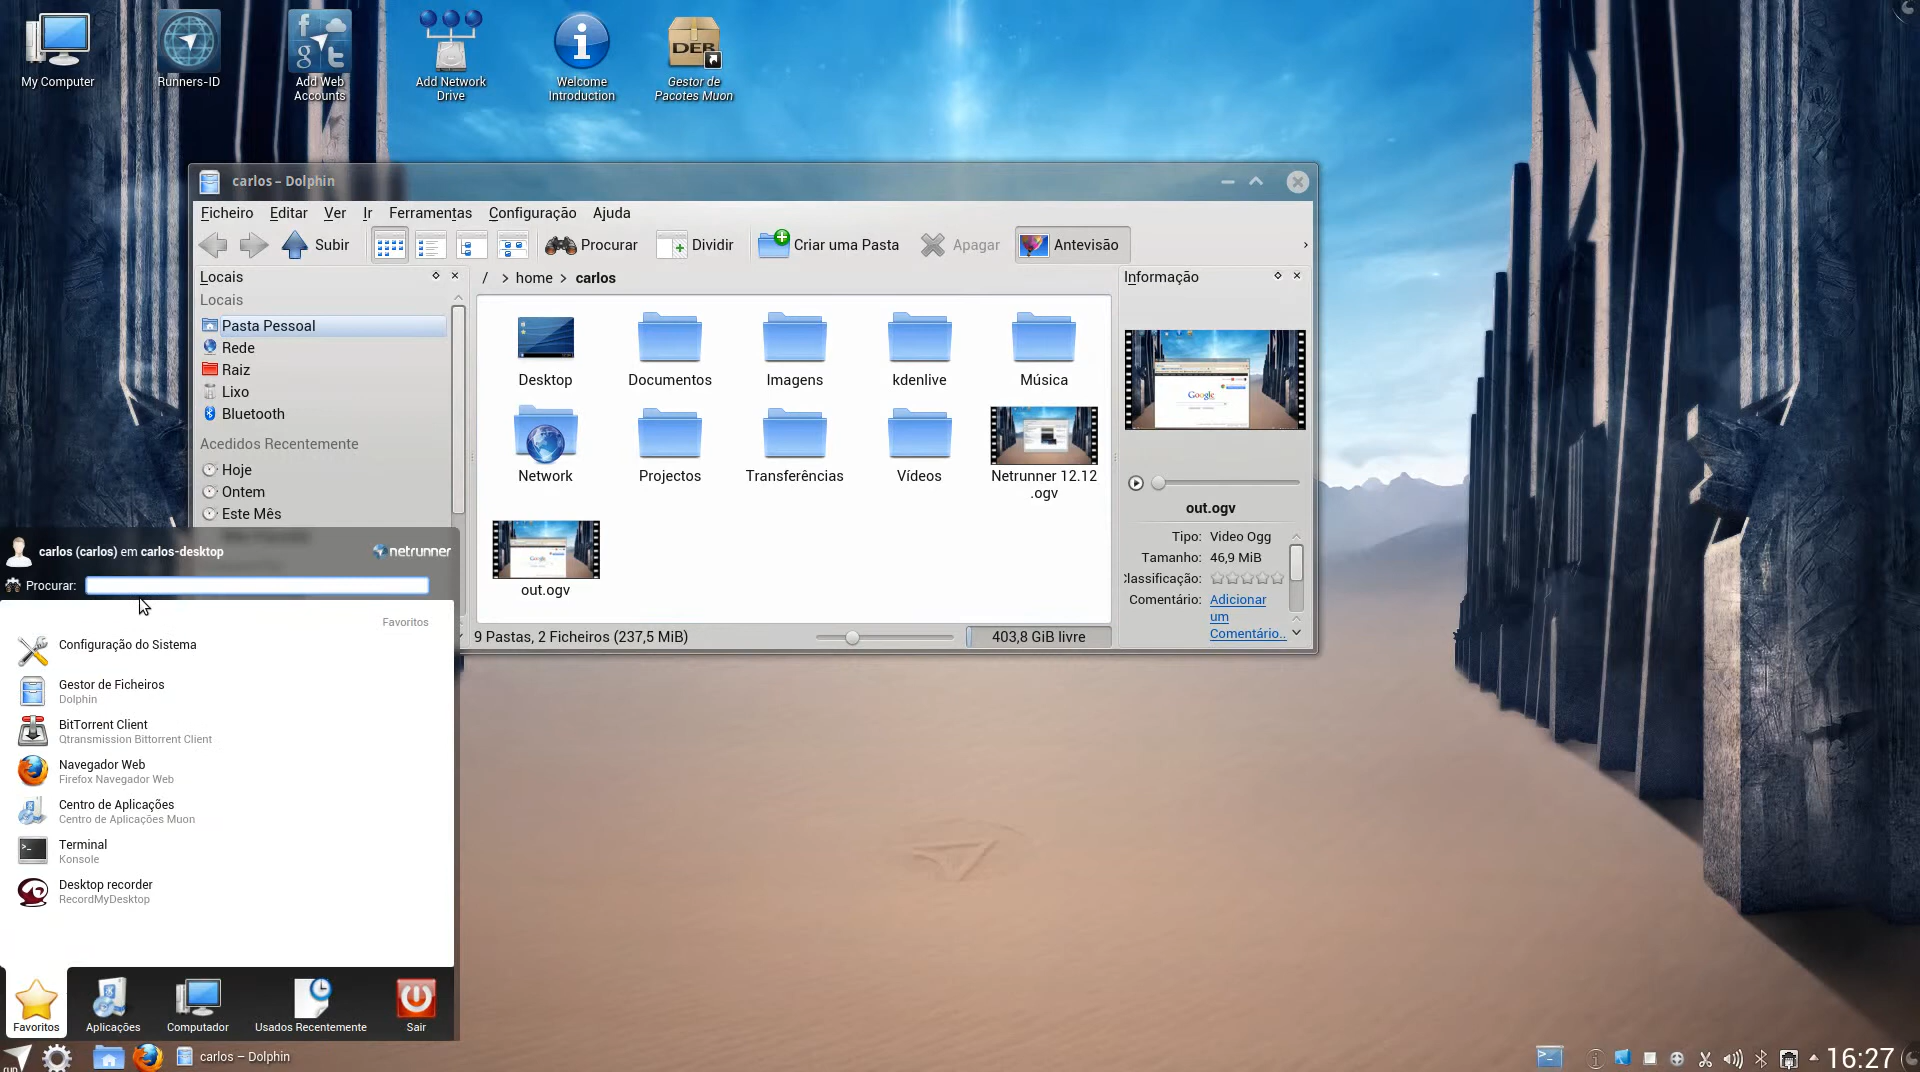 My Computer
Runners-ID
Add Web
Accounts
Add Network
Drive
Welcome
Introduction
DEB
Gestor de
Pacotes Muon
carlos – Dolphin
Ficheiro Editar Ver Ir Ferramentas Configuração Ajuda
Subir Procurar Dividir Criar uma Pasta Apagar Antevisão
Locais
/ > home > carlos
Informação
Locais
Pasta Pessoal
Rede
Raiz
Lixo
Bluetooth
Acedidos Recentemente
Hoje
Ontem
Este Mês
Desktop Documentos Imagens kdenlive Música
Network Projectos Transferências Vídeos Netrunner 12.12
.ogv
out.ogv
Google
out.ogv
Tipo: Video Ogg
Tamanho: 46,9 MiB
Classificação:
Comentário: Adicionar
um
Comentário..
9 Pastas, 2 Ficheiros (237,5 MiB)
403,8 GiB livre
carlos (carlos) em carlos-desktop
netrunner
Procurar:
Favoritos
Configuração do Sistema
Gestor de Ficheiros
Dolphin
BitTorrent Client
Qtransmission Bittorrent Client
Navegador Web
Firefox Navegador Web
Centro de Aplicações
Centro de Aplicações Muon
Terminal
Konsole
Desktop recorder
RecordMyDesktop
Favoritos Aplicações Computador Usados Recentemente Sair
run
carlos – Dolphin
16:27